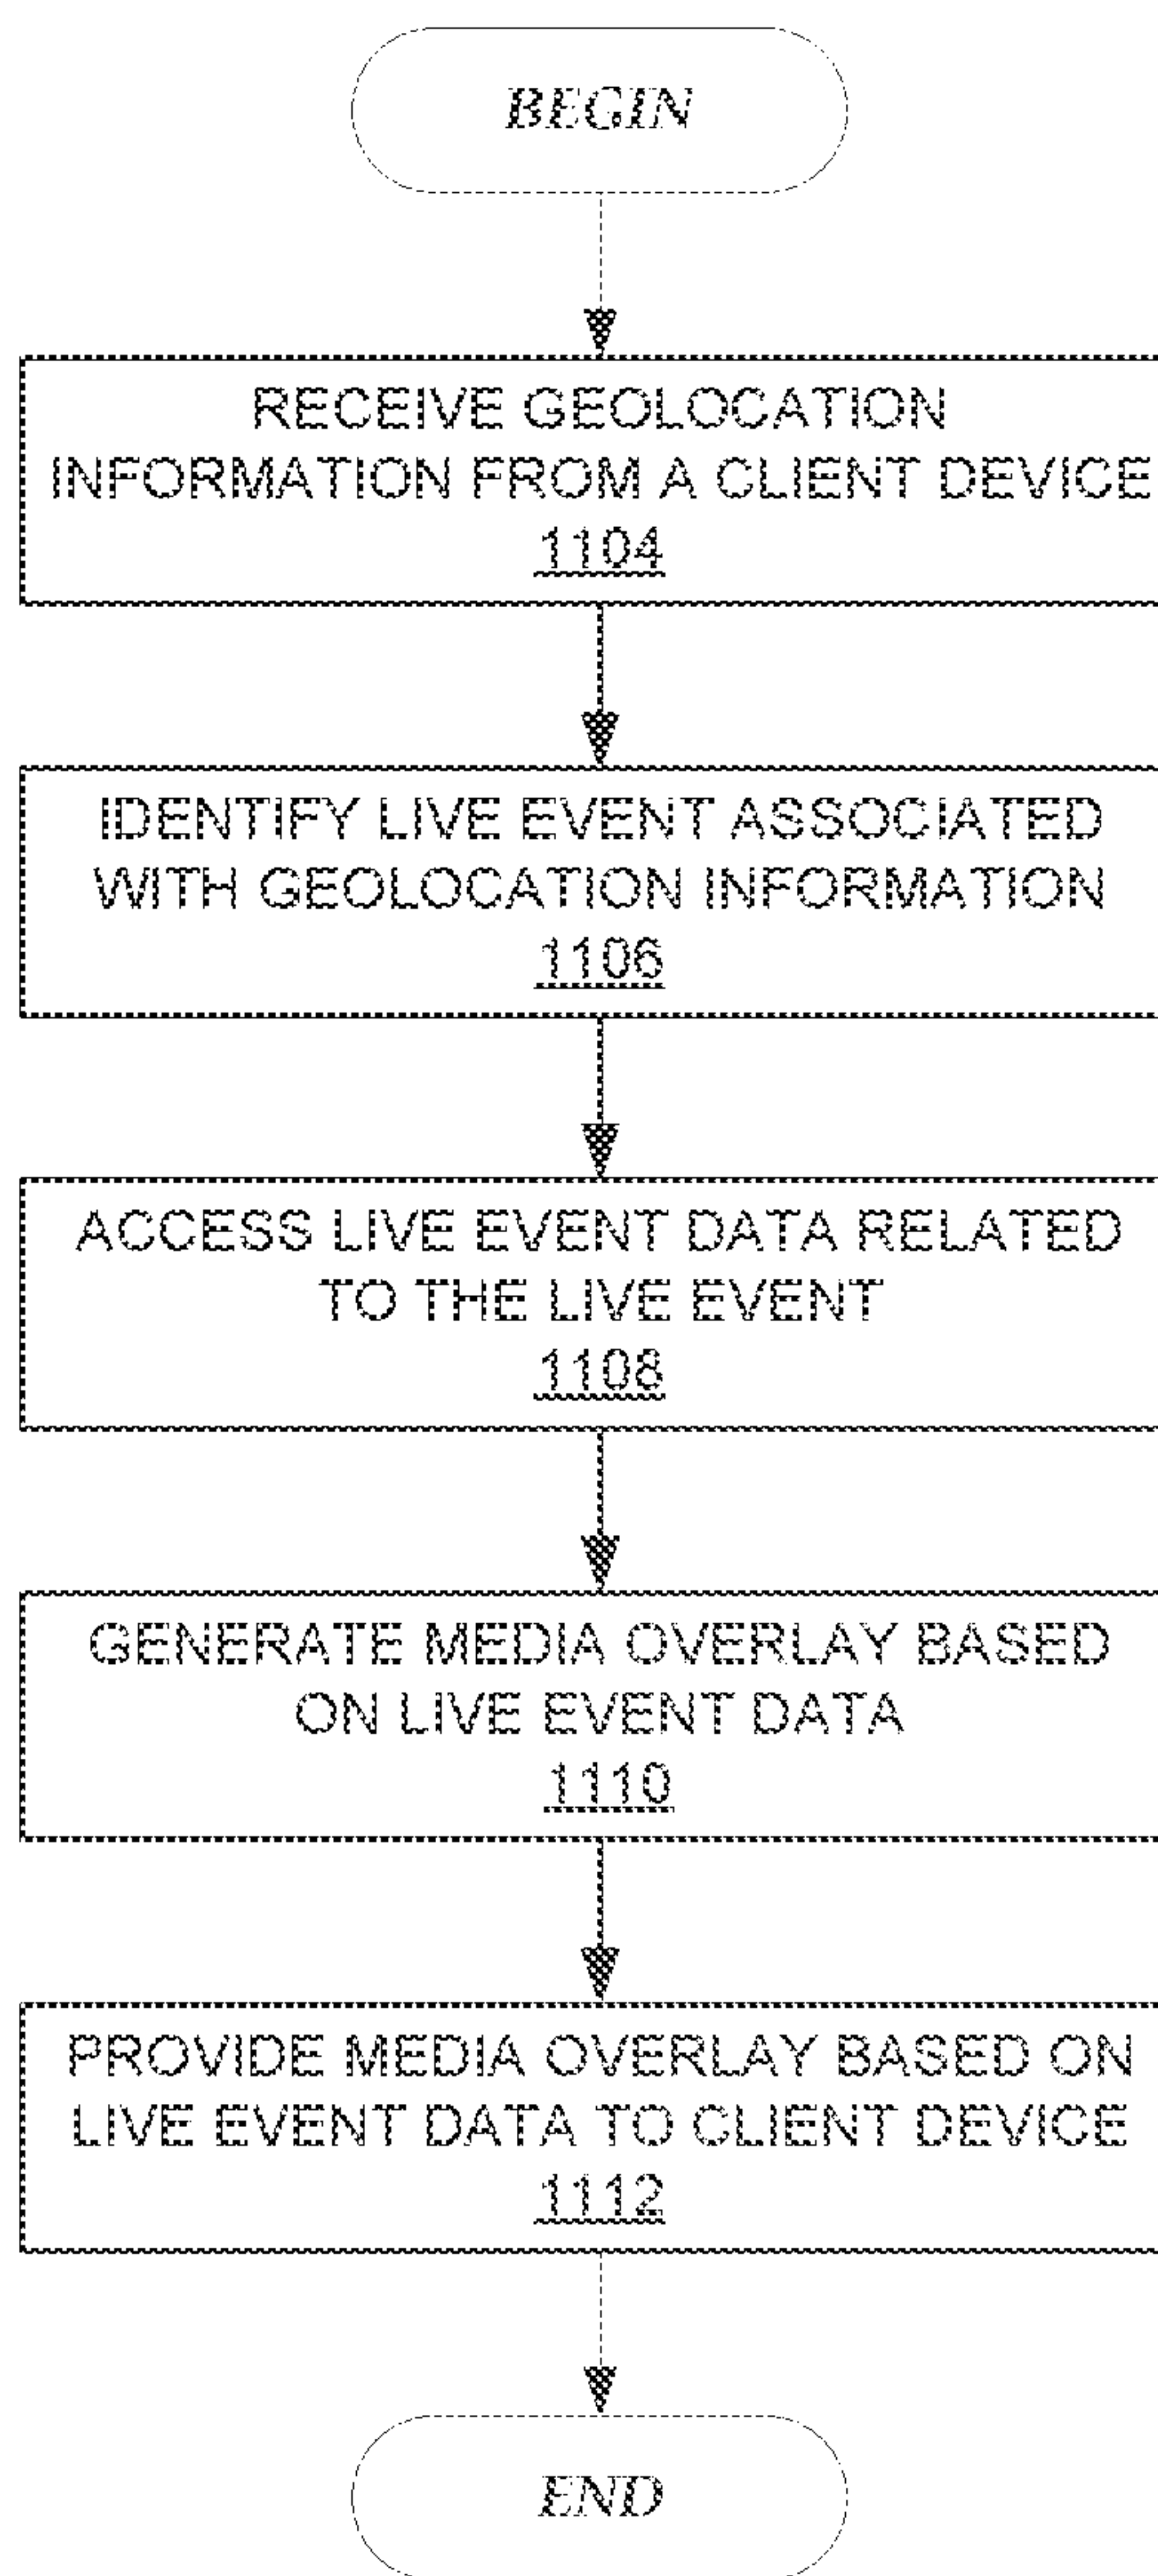 BEGIN
RECEIVE GEOLOCATION
INFORMATION FROM A CLIENT DEVICE
1104
IDENTIFY LIVE EVENT ASSOCIATED
WITH GEOLOCATION INFORMATION
1106
ACCESS LIVE EVENT DATA RELATED
TO THE LIVE EVENT
1108
GENERATE MEDIA OVERLAY BASED
ON LIVE EVENT DATA
1110
PROVIDE MEDIA OVERLAY BASED ON
LIVE EVENT DATA TO CLIENT DEVICE
1112
END